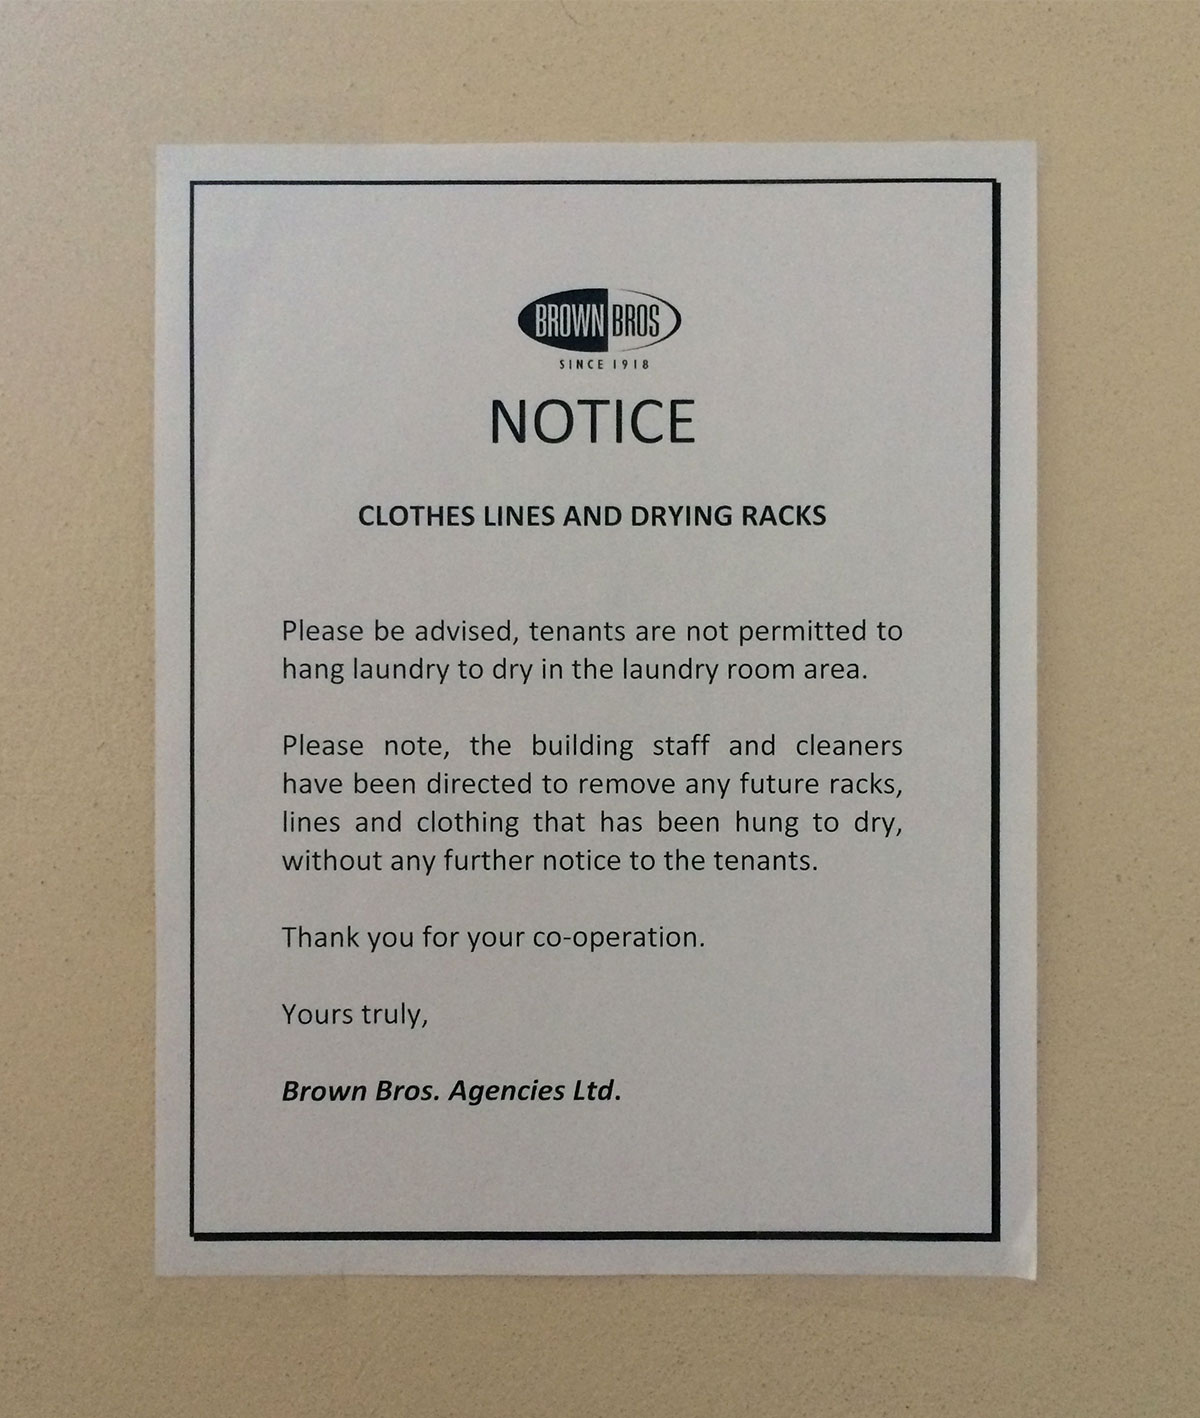 BROWN BROS
SINCE 1918
NOTICE
CLOTHES LINES AND DRYING RACKS
Please be advised, tenants are not permitted to
hang laundry to dry in the laundry room area.
Please note, the building staff and cleaners
have been directed to remove any future racks,
lines and clothing that has been hung to dry,
without any further notice to the tenants.
Thank you for your co-operation.
Yours truly,
Brown Bros. Agencies Ltd.